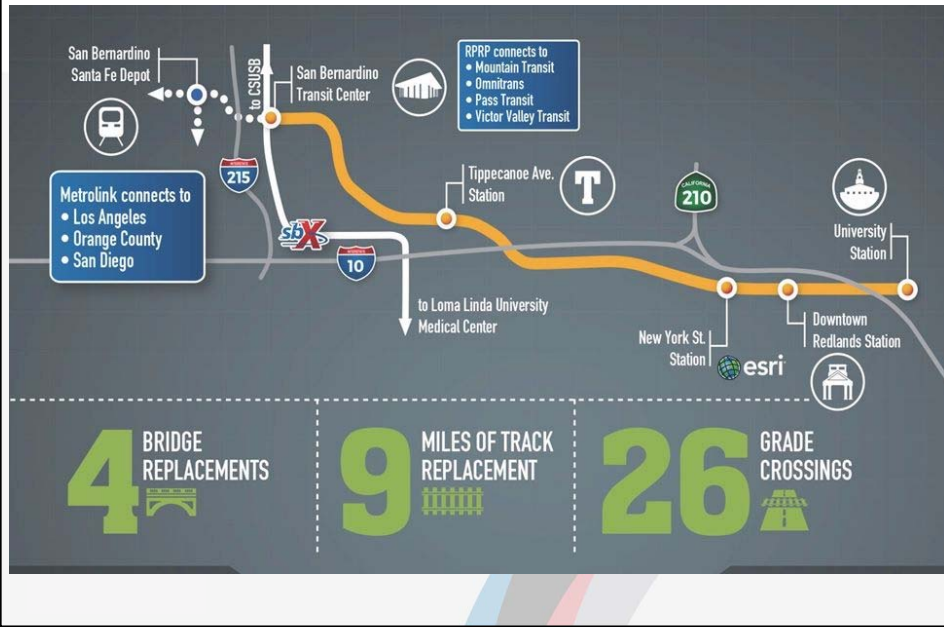 San Bernardino
Santa Fe Depot
to CSUSB
San Bernardino
Transit Center
RPRP connects to
• Mountain Transit
• Omnitrans
• Pass Transit
• Victor Valley Transit
INTERSTATE
215
Metrolink connects to
• Los Angeles
• Orange County
• San Diego
sbX
INTERSTATE
10
Tippecanoe Ave.
Station
T
CALIFORNIA
210
University
Station
to Loma Linda University
Medical Center
New York St.
Station
esri
Downtown
Redlands Station
4 BRIDGE
REPLACEMENTS
9 MILES OF TRACK
REPLACEMENT
26 GRADE
CROSSINGS